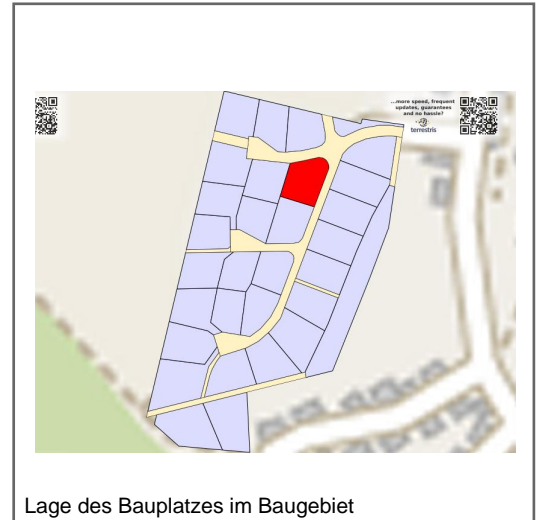 ...more speed, frequent
updates, guarantees
and no hassle?
terrestris
Lage des Bauplatzes im Baugebiet